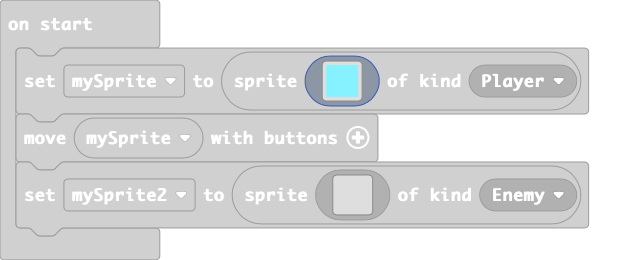 on start
set mySprite to sprite of kind Player
move mySprite with buttons
set mySprite2 to sprite of kind Enemy